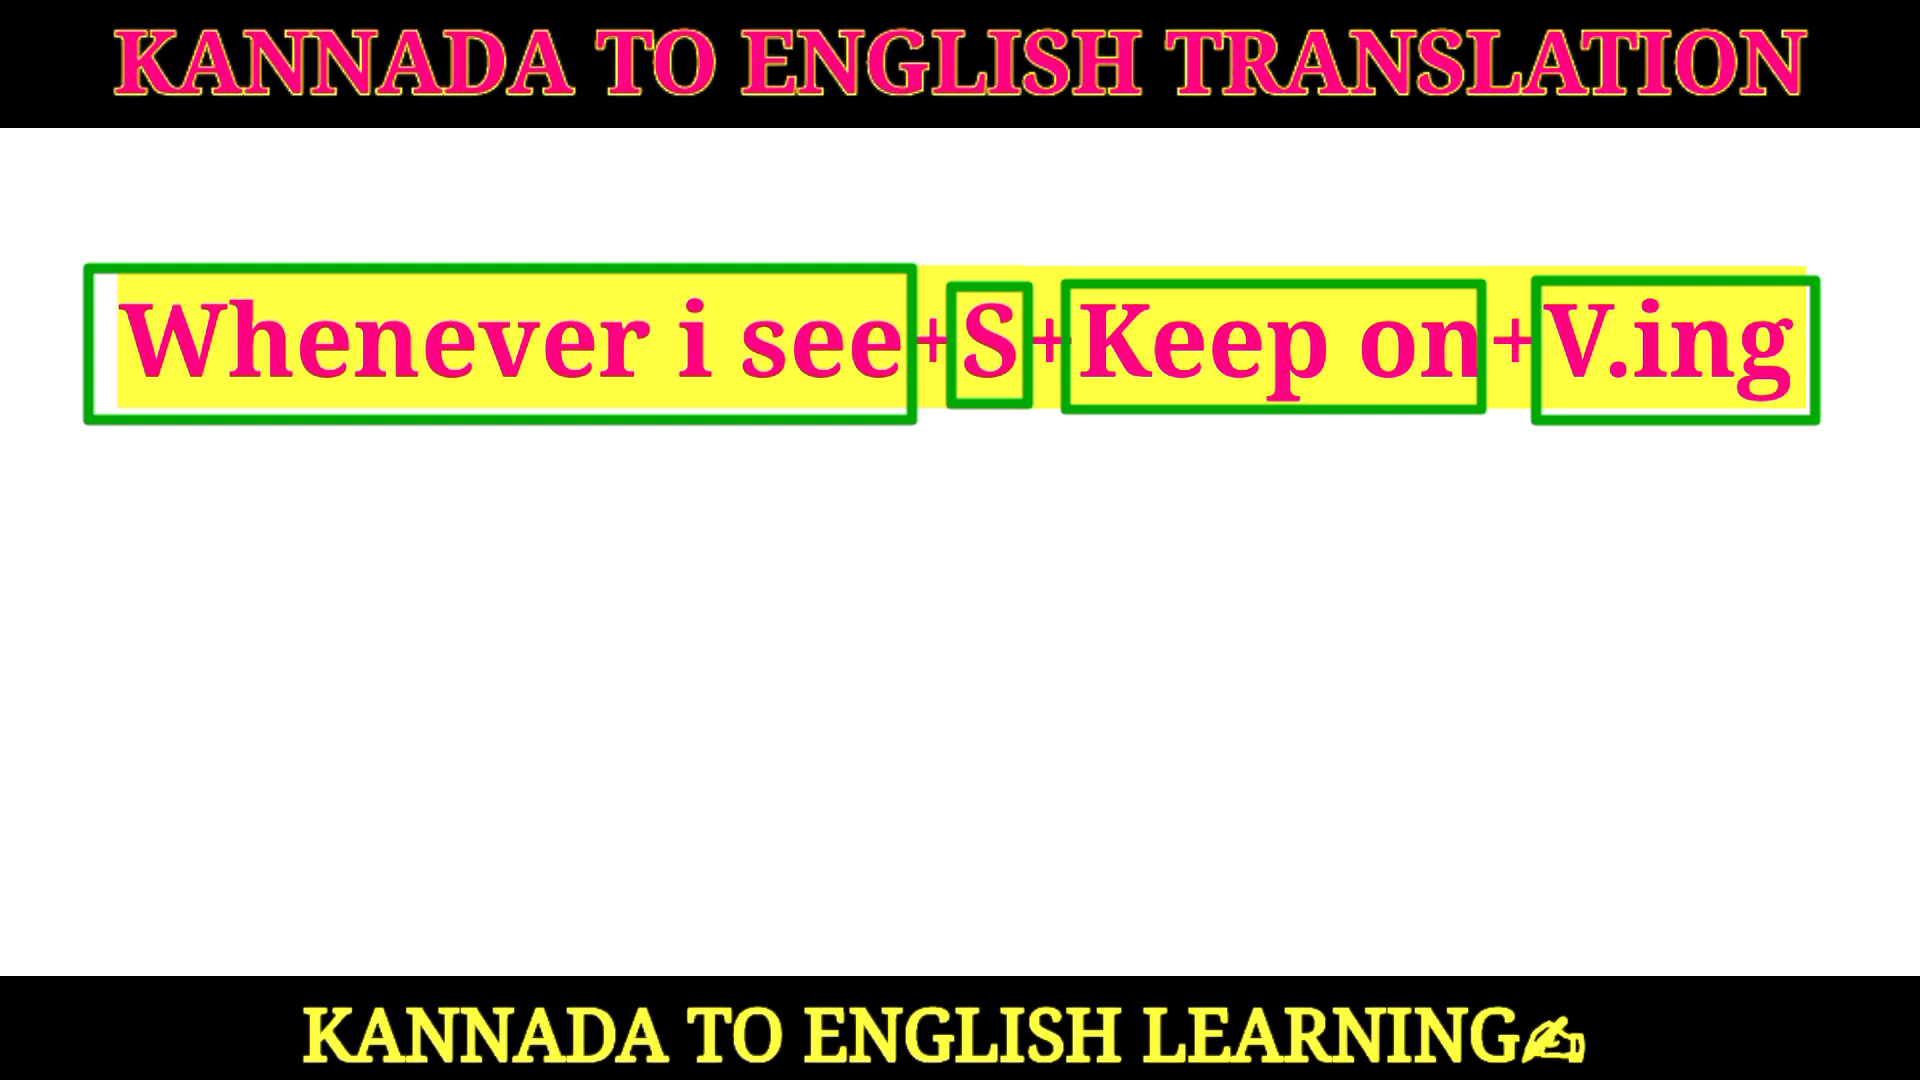 KANNADA TO ENGLISH TRANSLATION
Whenever i see+S+Keep on+V.ing
KANNADA TO ENGLISH LEARNING✍